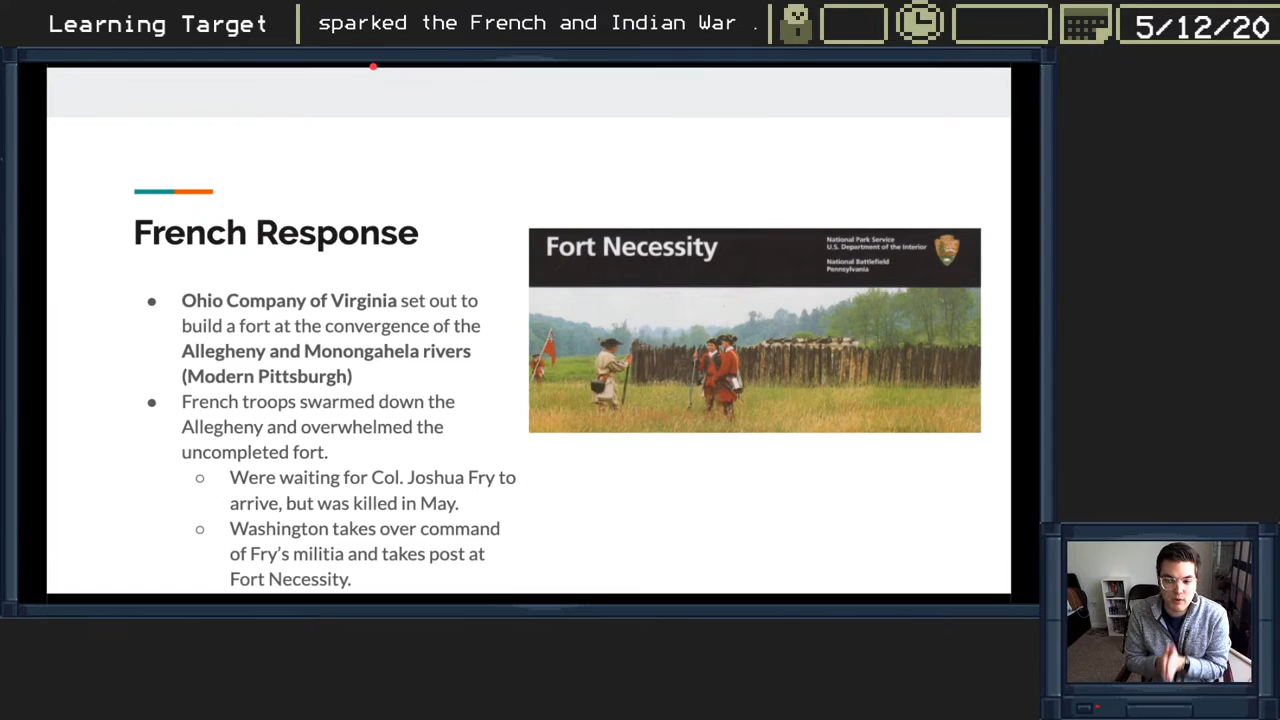 Learning Target
sparked the French and Indian War .
5/12/20
French Response
● Ohio Company of Virginia set out to
build a fort at the convergence of the
Allegheny and Monongahela rivers
(Modern Pittsburgh)
● French troops swarmed down the
Allegheny and overwhelmed the
uncompleted fort.
○ Were waiting for Col. Joshua Fry to
arrive, but was killed in May.
○ Washington takes over command
of Fry's militia and takes post at
Fort Necessity.
Fort Necessity
National Park Service
U.S. Department of the Interior
National Battlefield
Pennsylvania